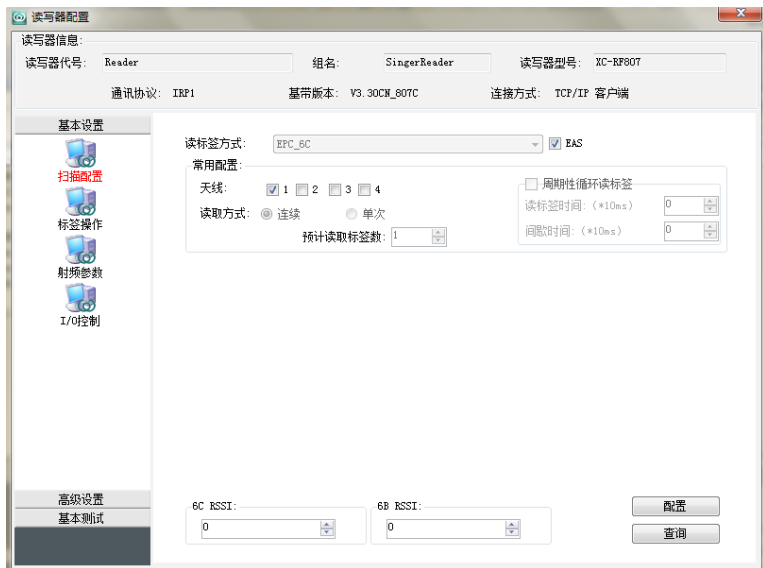 读写器配置
读写器信息:
读写器代号: Reader 组名: SingerReader 读写器型号: XC-RF807
通讯协议: IRP1 基带版本: V3.30CN_807C 连接方式: TCP/IP 客户端
基本设置
扫描配置
标签操作
射频参数
I/O控制
高级设置
基本测试
读标签方式: EPC_6C EAS
常用配置:
天线: 1 2 3 4
读取方式: 连续 单次
预计读取标签数: 1
周期性循环读标签
读标签时间: (*10ms) 0
间歇时间: (*10ms) 0
6C RSSI: 6B RSSI:
0 0
配置
查询